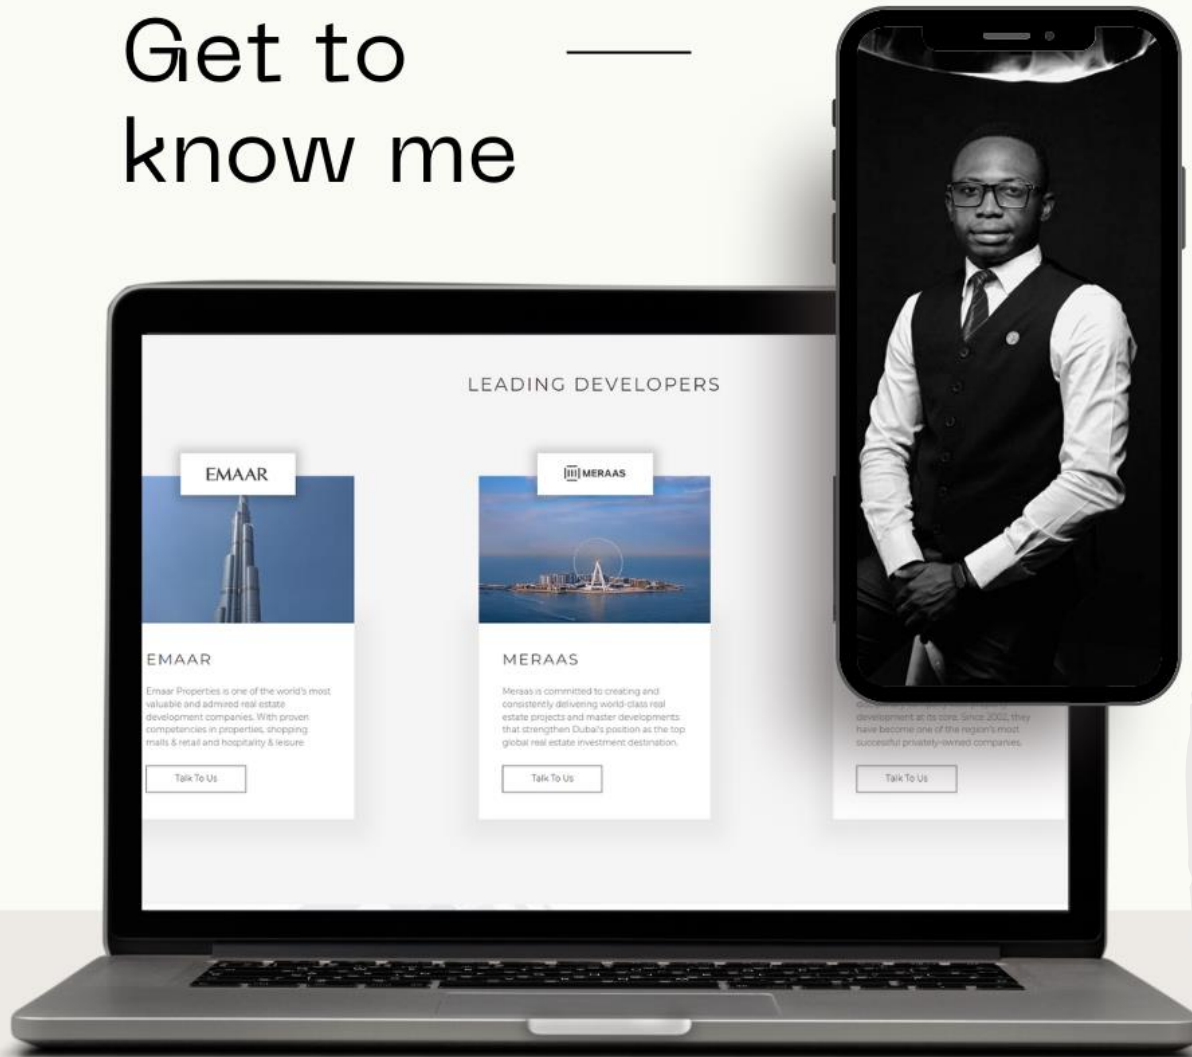 Get to
know me
LEADING DEVELOPERS
EMAAR
MERAAS
EMAAR
Emaar Properties is one of the world's most
valuable and admired real estate
development companies. With proven
competencies in properties, shopping
malls & retail and hospitality & leisure.
Talk To Us
MERAAS
Meraas is committed to creating and
consistently delivering world-class real
estate projects and master developments
that strengthen Dubai's position as the top
global real estate investment destination.
Talk To Us
development at its core. Since 2002, they
have become one of the region's most
successful privately-owned companies.
Talk To Us